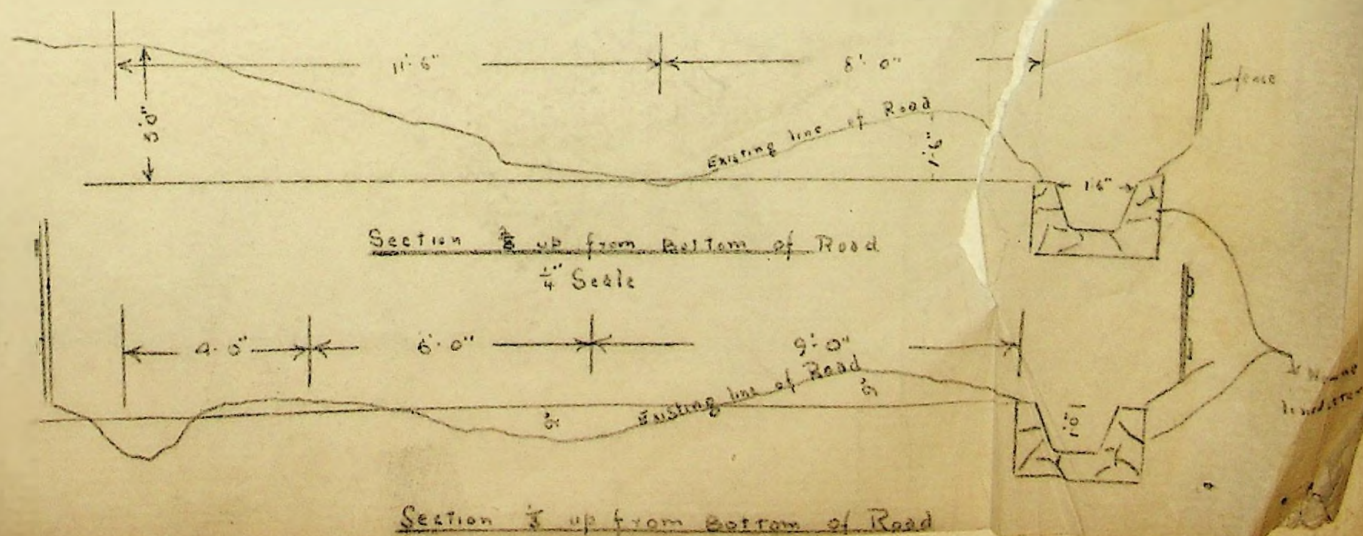 11'-6"
8'-0"
fence
3'0"
Existing line of Road
1'-9"
1'6"
Section ⅔ up from Bottom of Road
¼" Scale
4'-0"
6'-0"
9'-0"
Existing line of Road
9"
1'0"
Section ⅓ up from Bottom of Road